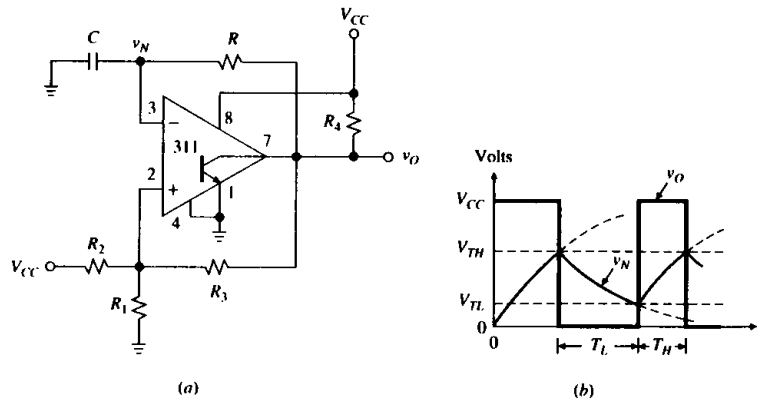 V_CC
C
v_N
R
3
−
8
R_4
311
7
v_O
2
+
1
4
R_2
V_CC
R_3
R_1
(a)
Volts
V_CC
v_O
V_TH
v_N
V_TL
0
0
T_L
T_H
(b)